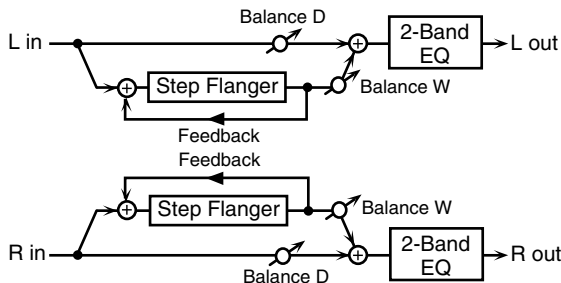 Balance D
L in
2-Band
EQ
L out
Step Flanger
Balance W
Feedback
Feedback
Step Flanger
Balance W
R in
2-Band
EQ
R out
Balance D